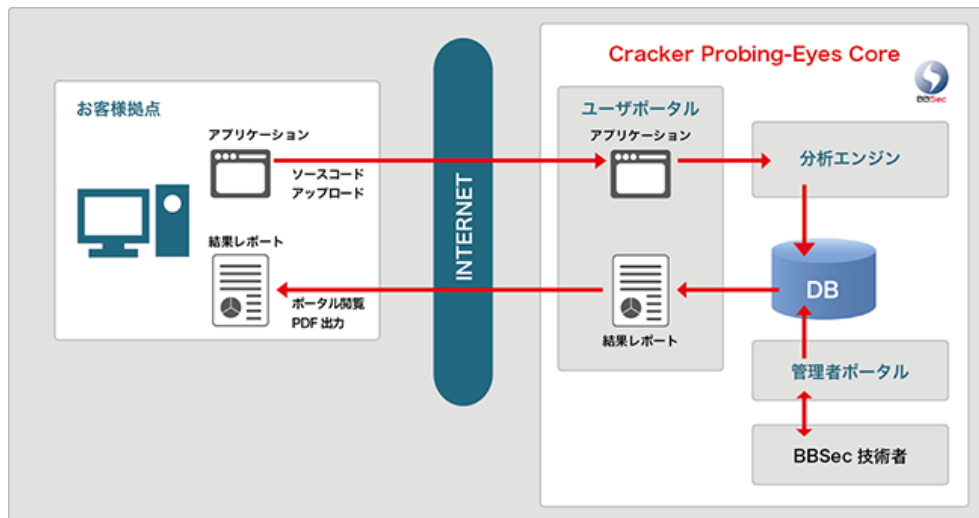 Cracker Probing-Eyes Core
BBSec
お客様拠点
アプリケーション
ソースコード
アップロード
結果レポート
ポータル閲覧
PDF 出力
INTERNET
ユーザポータル
アプリケーション
結果レポート
分析エンジン
DB
管理者ポータル
BBSec 技術者